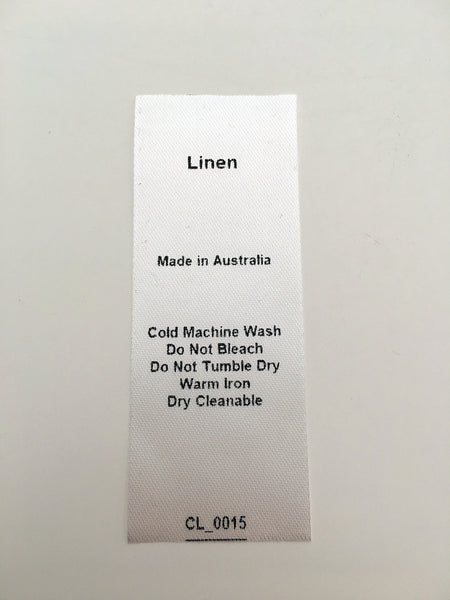 Linen
Made in Australia
Cold Machine Wash
Do Not Bleach
Do Not Tumble Dry
Warm Iron
Dry Cleanable
CL_0015